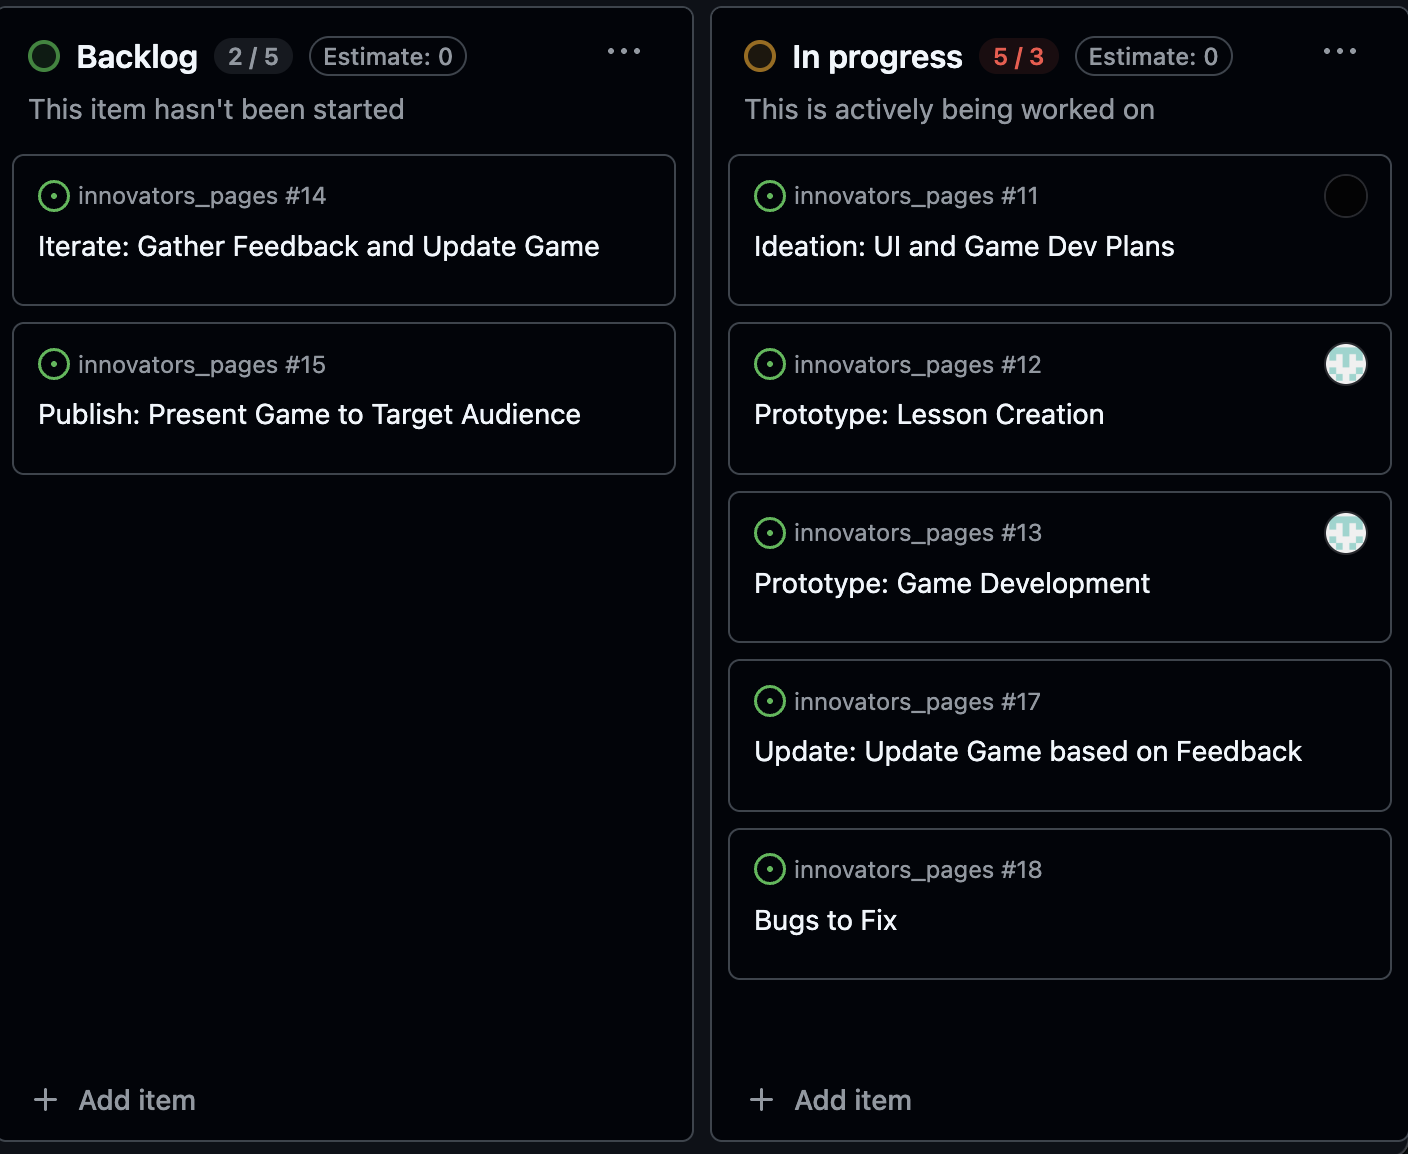 Backlog 2 / 5 Estimate: 0
This item hasn't been started
innovators_pages #14
Iterate: Gather Feedback and Update Game
innovators_pages #15
Publish: Present Game to Target Audience
Add item
In progress 5 / 3 Estimate: 0
This is actively being worked on
innovators_pages #11
Ideation: UI and Game Dev Plans
innovators_pages #12
Prototype: Lesson Creation
innovators_pages #13
Prototype: Game Development
innovators_pages #17
Update: Update Game based on Feedback
innovators_pages #18
Bugs to Fix
Add item